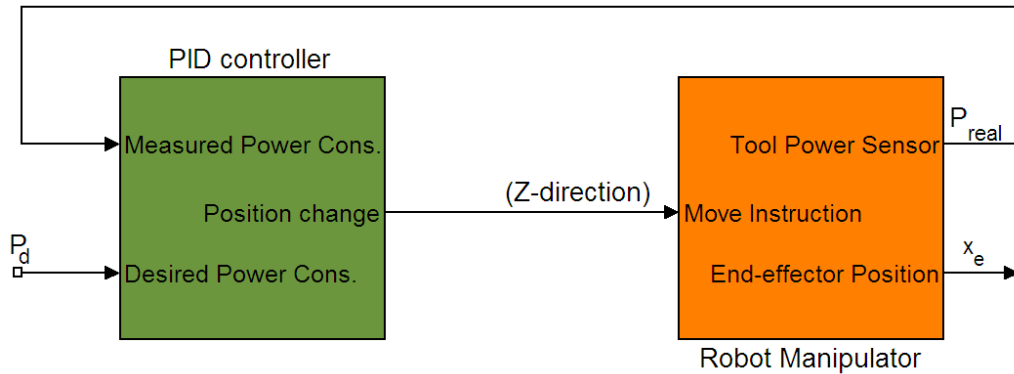 PID controller
Measured Power Cons.
Position change
Desired Power Cons.
P_d
(Z-direction)
Tool Power Sensor
Move Instruction
End-effector Position
Robot Manipulator
P_real
x_e